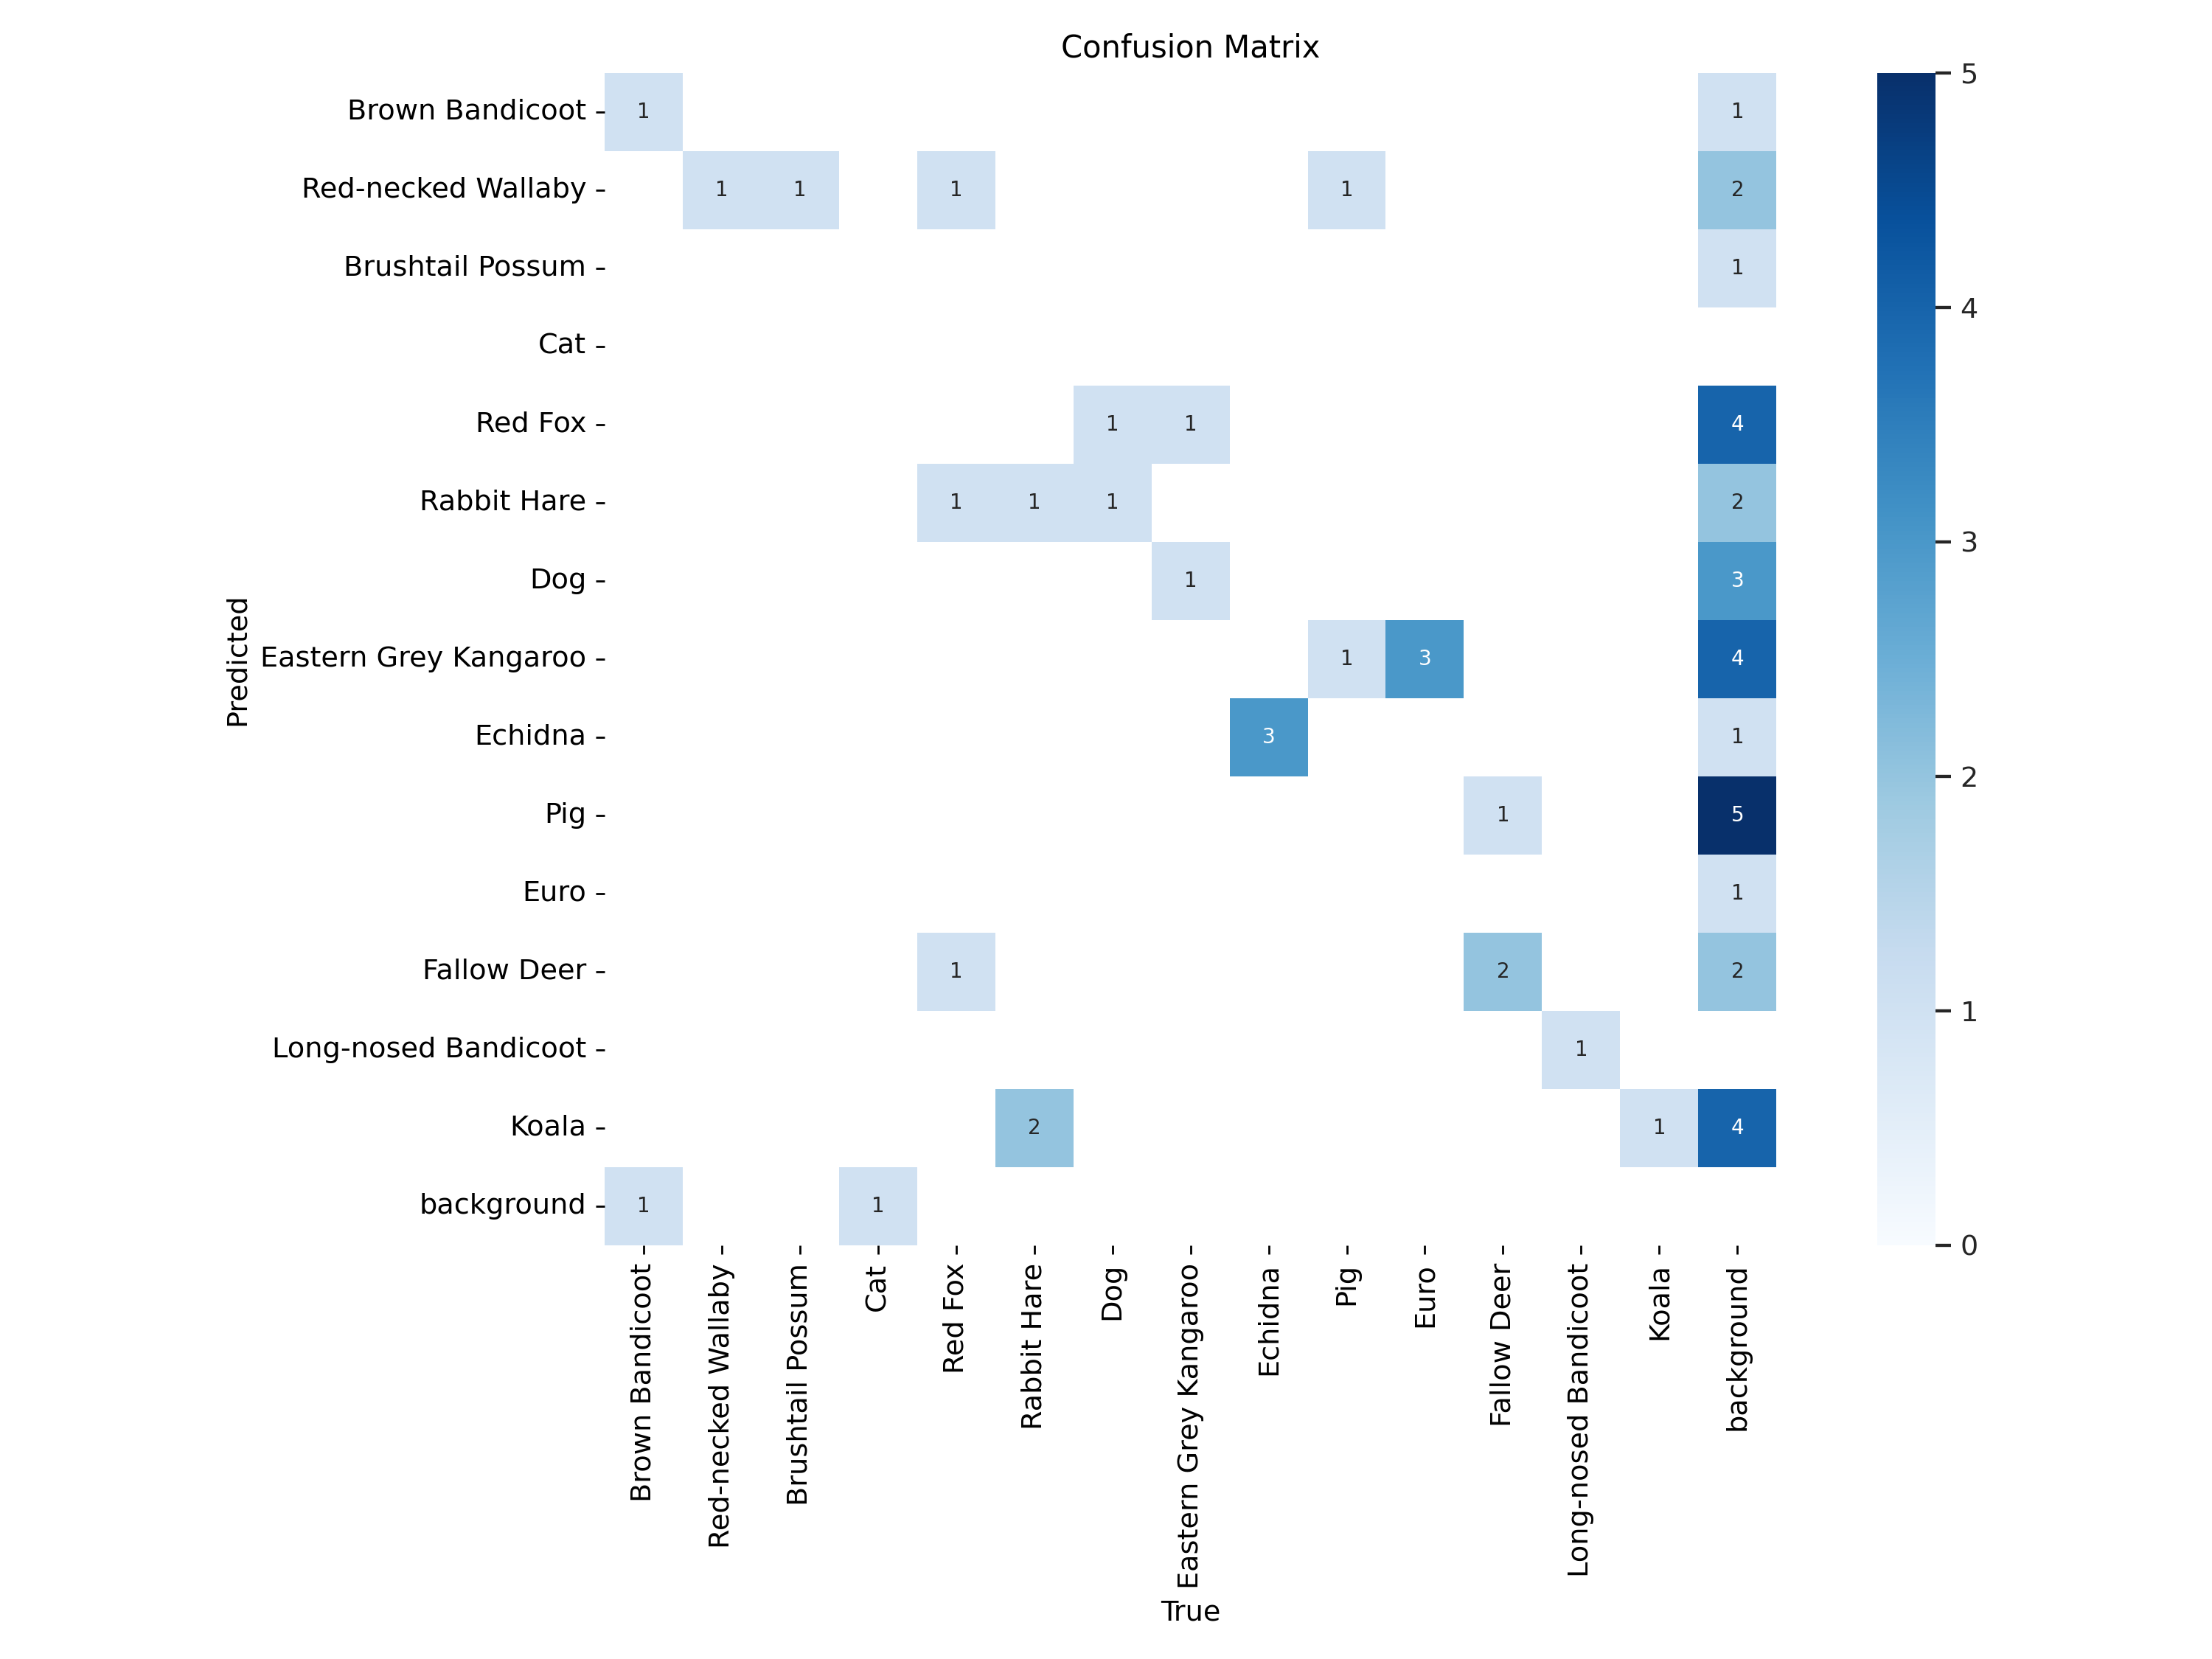 Confusion Matrix
Brown Bandicoot 1 1
Red-necked Wallaby 1 1 1 1 2
Brushtail Possum 1
Cat
Red Fox 1 1 4
Rabbit Hare 1 1 1 2
Dog 1 3
Eastern Grey Kangaroo 1 3 4
Echidna 3 1
Pig 1 5
Euro 1
Fallow Deer 1 2 2
Long-nosed Bandicoot 1
Koala 2 1 4
background 1 1
Predicted
Brown Bandicoot
Red-necked Wallaby
Brushtail Possum
Cat
Red Fox
Rabbit Hare
Dog
Eastern Grey Kangaroo
Echidna
Pig
Euro
Fallow Deer
Long-nosed Bandicoot
Koala
background
True
5
4
3
2
1
0